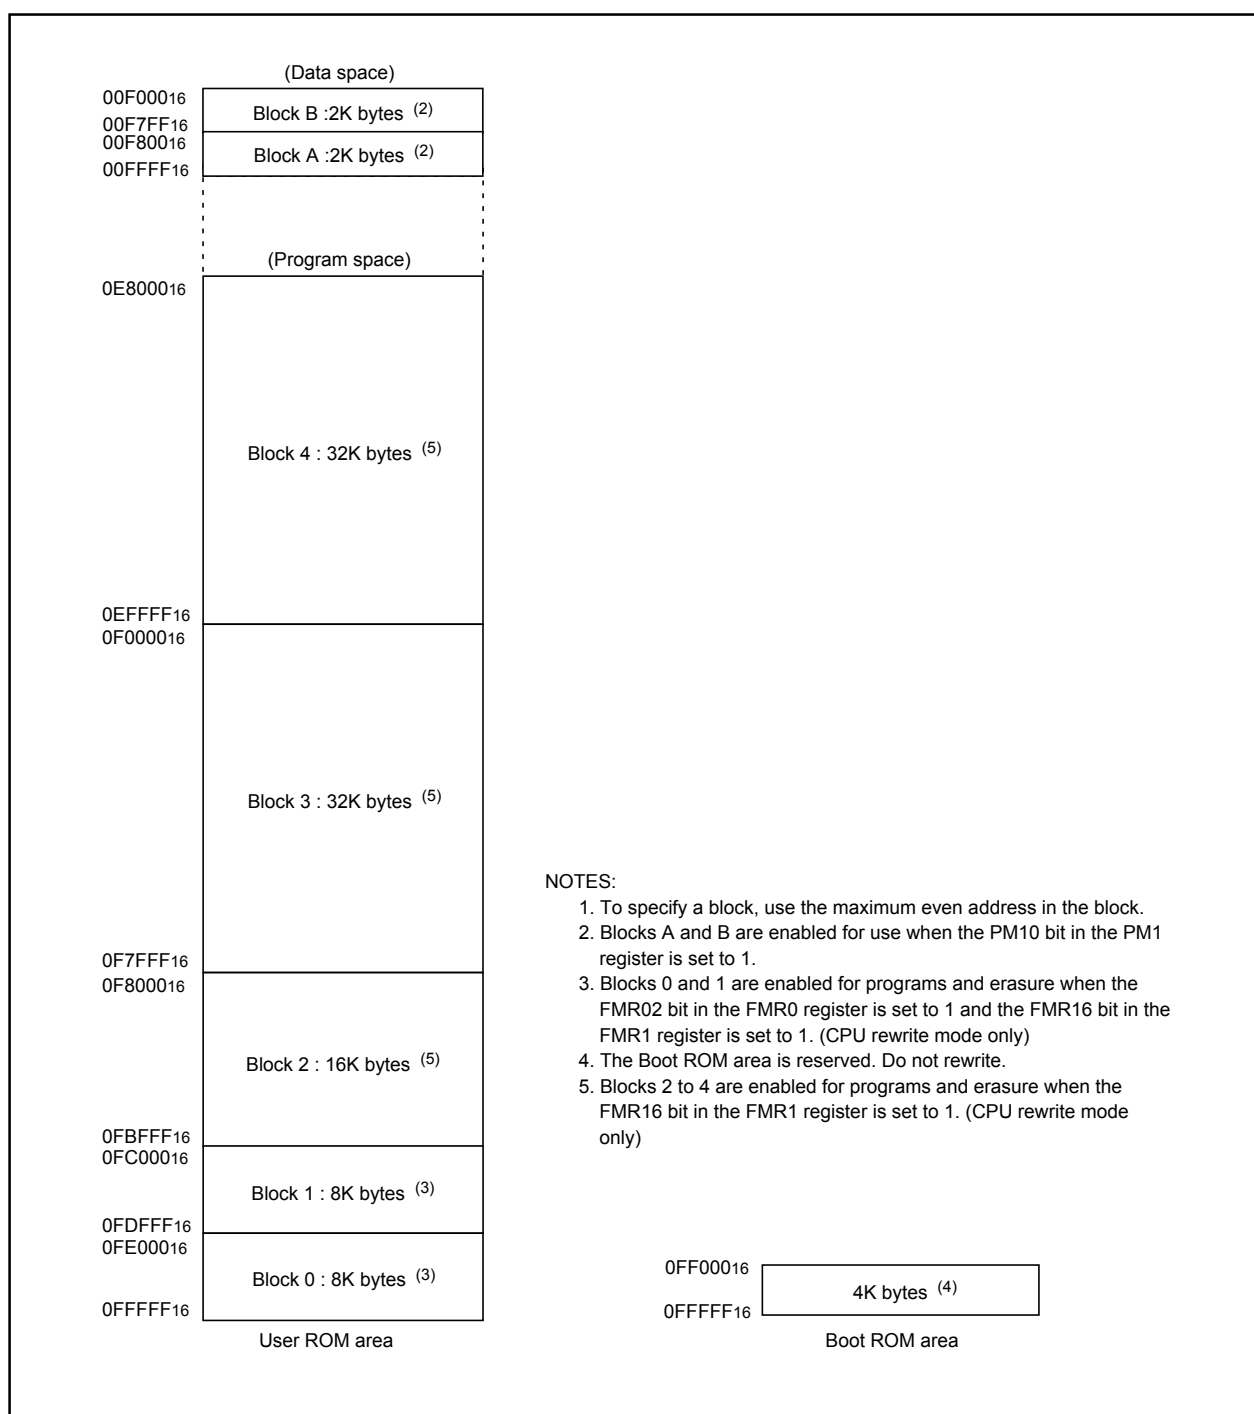 (Data space)
00F00016
Block B :2K bytes (2)
00F7FF16
00F80016
Block A :2K bytes (2)
00FFFF16
(Program space)
0E800016
Block 4 : 32K bytes (5)
0EFFFF16
0F000016
Block 3 : 32K bytes (5)
0F7FFF16
0F800016
Block 2 : 16K bytes (5)
0FBFFF16
0FC00016
Block 1 : 8K bytes (3)
0FDFFF16
0FE00016
Block 0 : 8K bytes (3)
0FFFFF16
User ROM area
NOTES:
1. To specify a block, use the maximum even address in the block.
2. Blocks A and B are enabled for use when the PM10 bit in the PM1
register is set to 1.
3. Blocks 0 and 1 are enabled for programs and erasure when the
FMR02 bit in the FMR0 register is set to 1 and the FMR16 bit in the
FMR1 register is set to 1. (CPU rewrite mode only)
4. The Boot ROM area is reserved. Do not rewrite.
5. Blocks 2 to 4 are enabled for programs and erasure when the
FMR16 bit in the FMR1 register is set to 1. (CPU rewrite mode
only)
0FF00016
4K bytes (4)
0FFFFF16
Boot ROM area